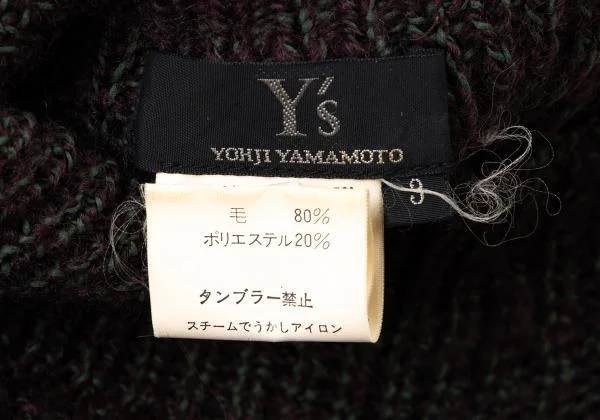 Y's
YOHJI YAMAMOTO
3
毛 80%
ポリエステル20%
タンブラー禁止
スチームでうかしアイロン